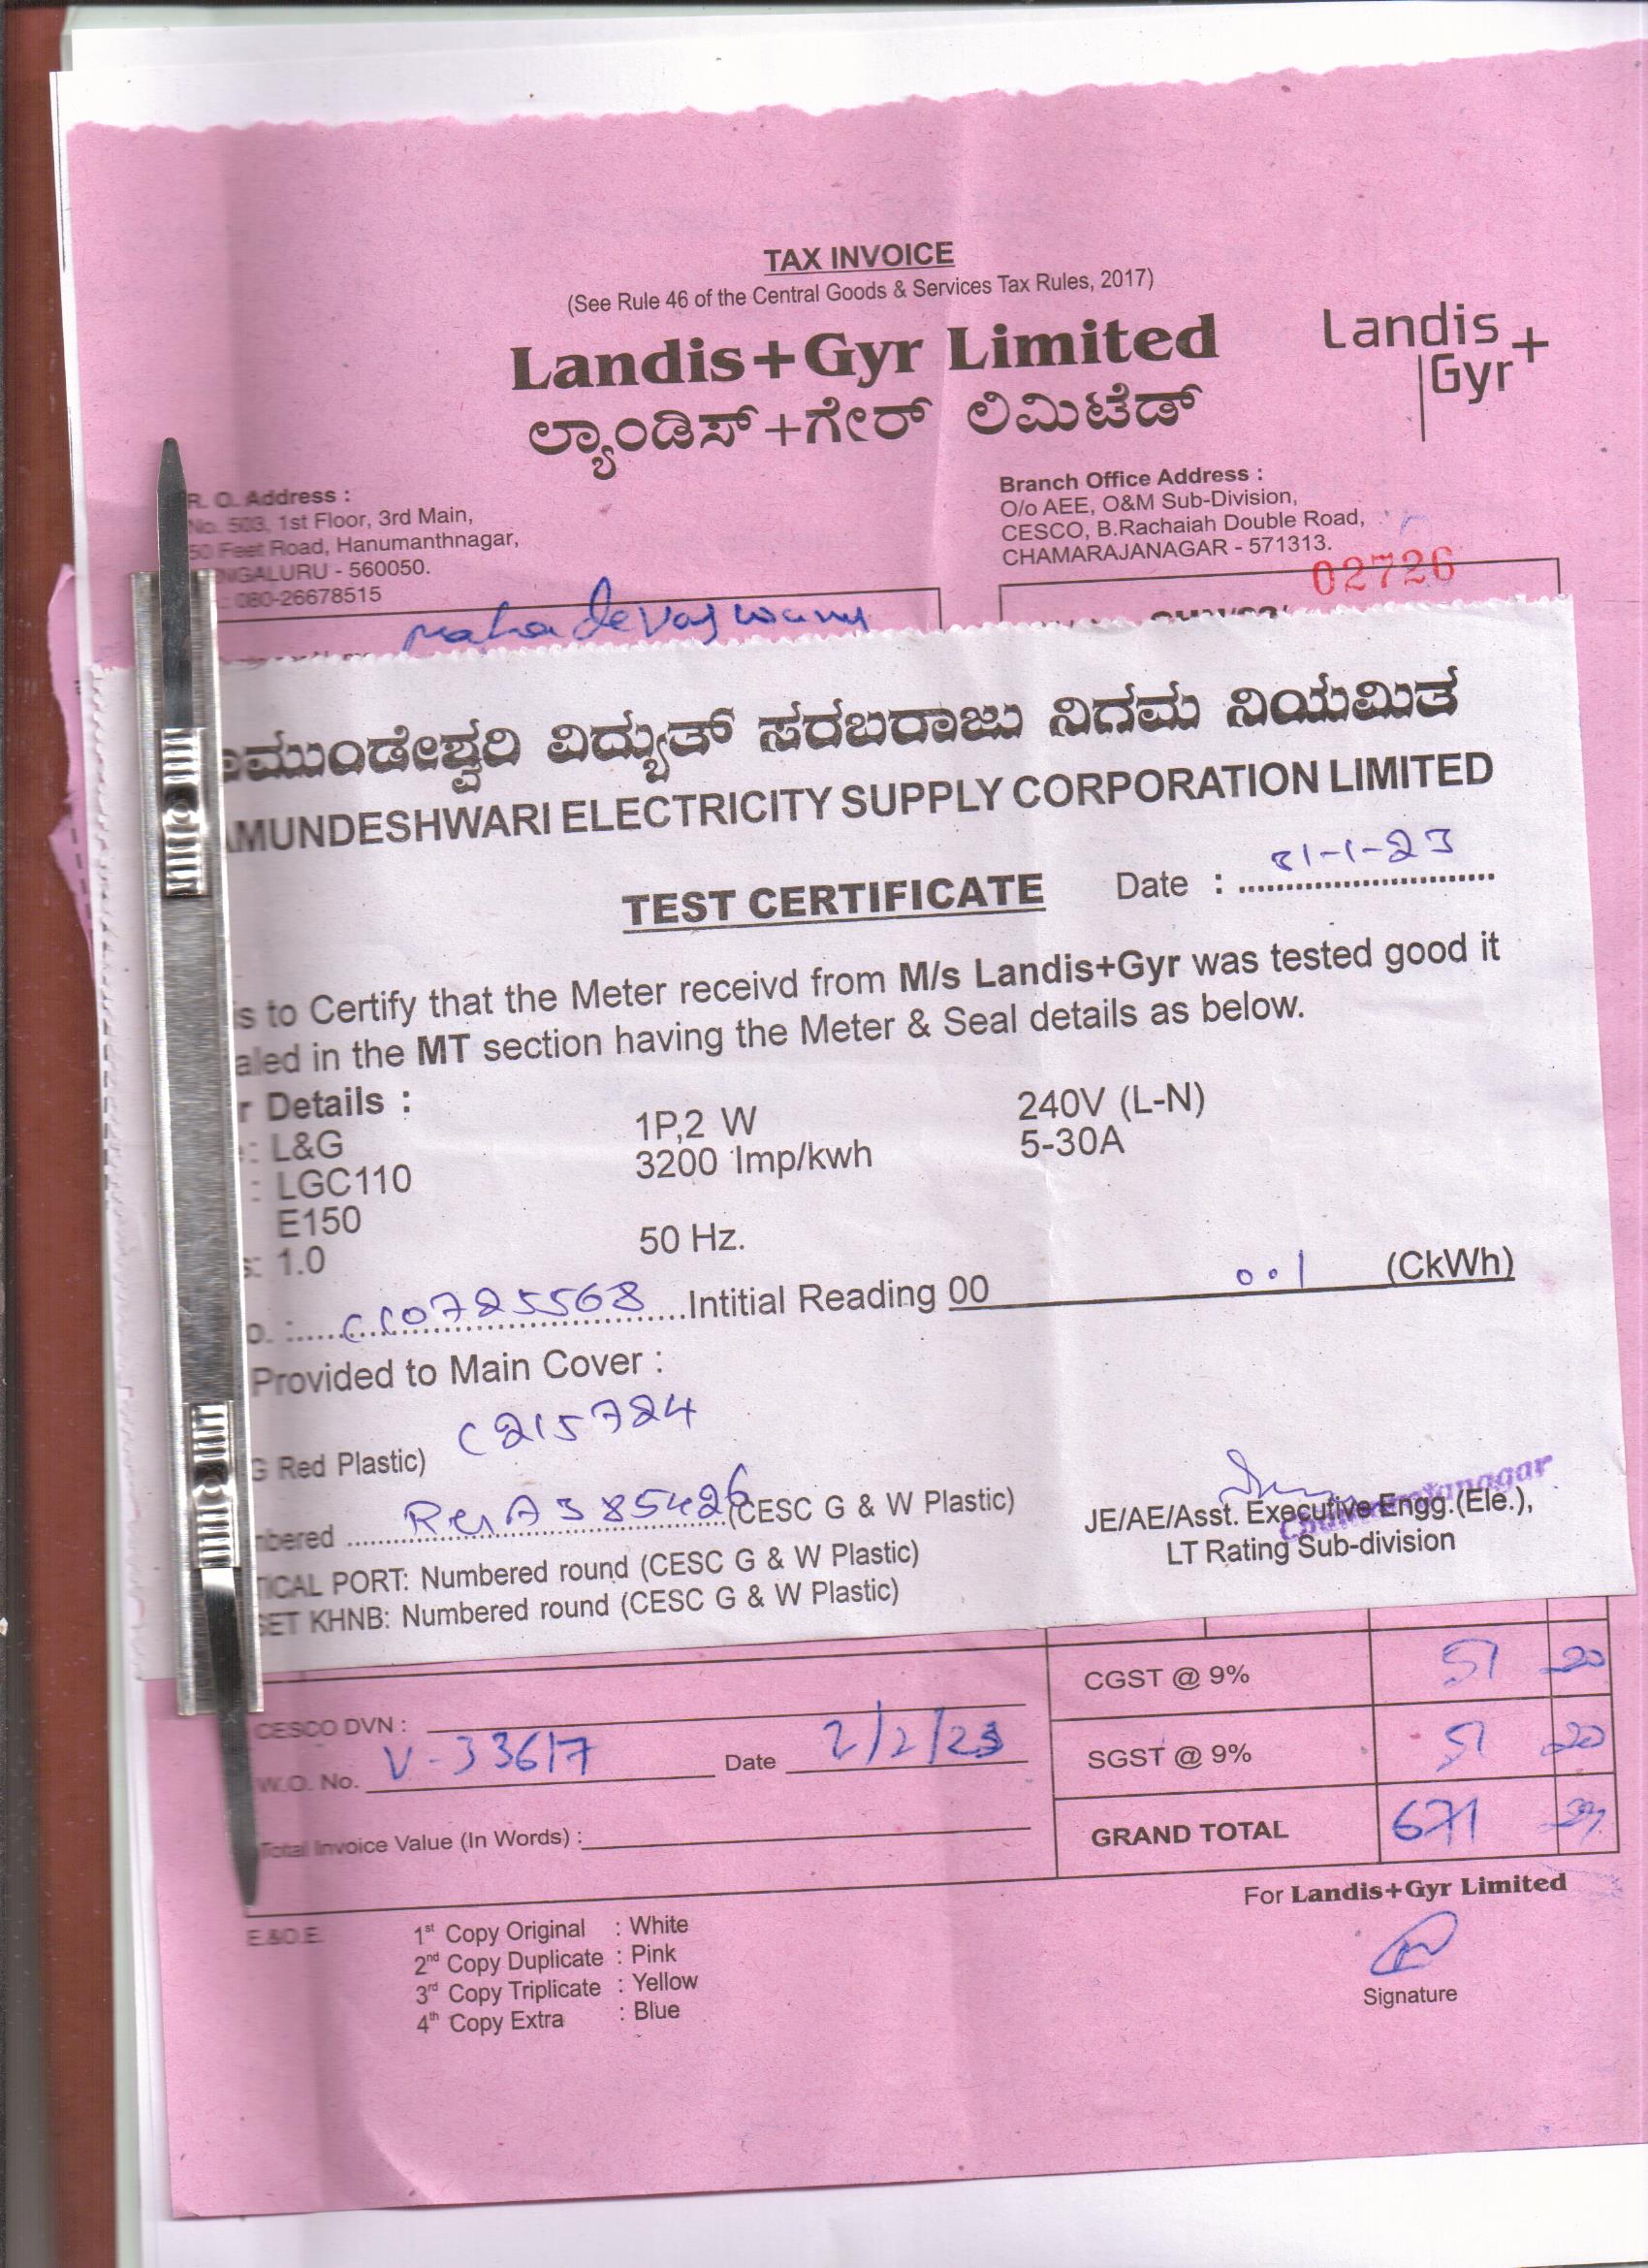 TAX INVOICE
(See Rule 46 of the Central Goods & Services Tax Rules, 2017)
Landis+Gyr Limited
Landis
Gyr+
ಲ್ಯಾಂಡಿಸ್+ಗೇರ್ ಲಿಮಿಟೆಡ್
R. O. Address :
No. 503, 1st Floor, 3rd Main,
50 Feet Road, Hanumanthnagar,
NGALURU - 560050.
: 080-26678515
Branch Office Address :
O/o AEE, O&M Sub-Division,
CESCO, B.Rachaiah Double Road,
CHAMARAJANAGAR - 571313.
02726
Mahadevaswamy
ಾಮುಂಡೇಶ್ವರಿ ವಿದ್ಯುತ್ ಸರಬರಾಜು ನಿಗಮ ನಿಯಮಿತ
AMUNDESHWARI ELECTRICITY SUPPLY CORPORATION LIMITED
TEST CERTIFICATE Date : 31-1-23
s to Certify that the Meter receivd from M/s Landis+Gyr was tested good it
aled in the MT section having the Meter & Seal details as below.
r Details :
: L&G 1P,2 W 240V (L-N)
: LGC110 3200 Imp/kwh 5-30A
E150
s: 1.0 50 Hz.
o. : CC0725568 Intitial Reading 00 001 (CkWh)
Provided to Main Cover :
G Red Plastic) C215724
nbered A385426 (CESC G & W Plastic)
TICAL PORT: Numbered round (CESC G & W Plastic)
SET KHNB: Numbered round (CESC G & W Plastic)
JE/AE/Asst. Executive Engg.(Ele.),
LT Rating Sub-division
CGST @ 9% 51 20
CESCO DVN :
W.O. No. V-33617 Date 2/2/23
SGST @ 9% 51 20
Total Invoice Value (In Words) :
GRAND TOTAL 671
For Landis+Gyr Limited
Signature
E.&O.E.
1st Copy Original : White
2nd Copy Duplicate : Pink
3rd Copy Triplicate : Yellow
4th Copy Extra : Blue